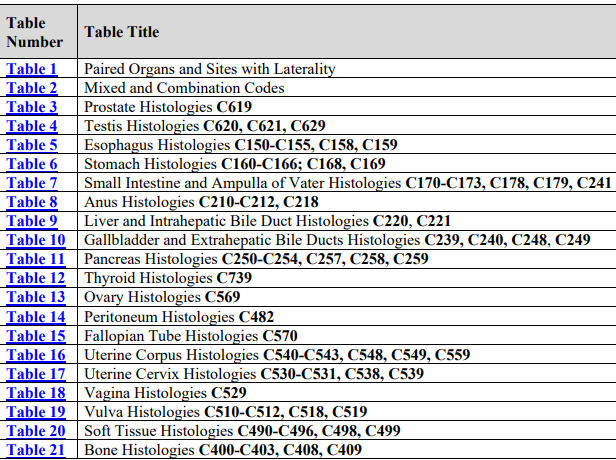 Table Number Table Title
Table 1 Paired Organs and Sites with Laterality
Table 2 Mixed and Combination Codes
Table 3 Prostate Histologies C619
Table 4 Testis Histologies C620, C621, C629
Table 5 Esophagus Histologies C150-C155, C158, C159
Table 6 Stomach Histologies C160-C166; C168, C169
Table 7 Small Intestine and Ampulla of Vater Histologies C170-C173, C178, C179, C241
Table 8 Anus Histologies C210-C212, C218
Table 9 Liver and Intrahepatic Bile Duct Histologies C220, C221
Table 10 Gallbladder and Extrahepatic Bile Ducts Histologies C239, C240, C248, C249
Table 11 Pancreas Histologies C250-C254, C257, C258, C259
Table 12 Thyroid Histologies C739
Table 13 Ovary Histologies C569
Table 14 Peritoneum Histologies C482
Table 15 Fallopian Tube Histologies C570
Table 16 Uterine Corpus Histologies C540-C543, C548, C549, C559
Table 17 Uterine Cervix Histologies C530-C531, C538, C539
Table 18 Vagina Histologies C529
Table 19 Vulva Histologies C510-C512, C518, C519
Table 20 Soft Tissue Histologies C490-C496, C498, C499
Table 21 Bone Histologies C400-C403, C408, C409